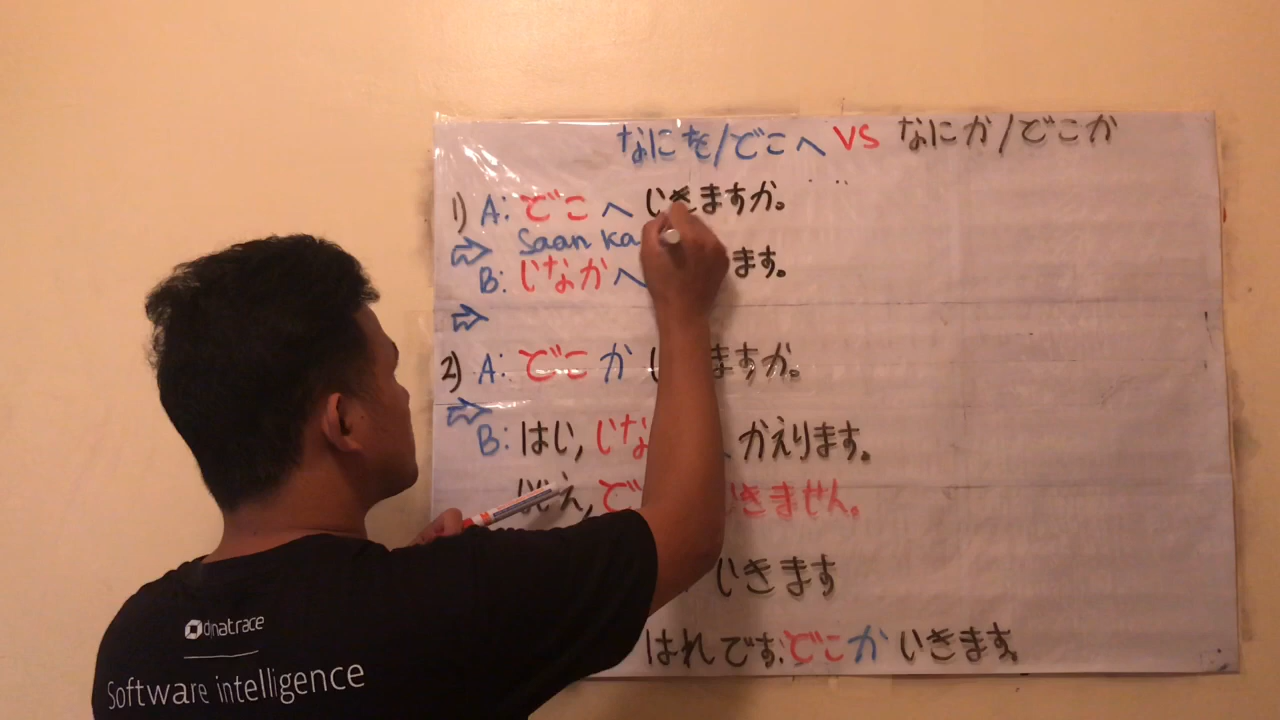 なにを/どこへ VS なにか/どこか
1) A: どこ へ いきますか。
⇨ Saan ka
B: いなかへ ます。
⇨
2) A: どこ か ますか。
⇨
B: はい, いな かえります。
いいえ, ど きません。
いきます
はれです. どこか いきます。
dynatrace
Software intelligence